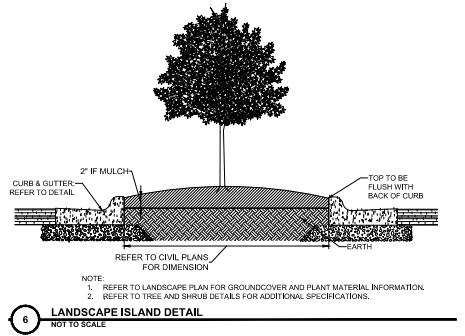 2" IF MULCH
CURB & GUTTER;
REFER TO DETAIL
TOP TO BE
FLUSH WITH
BACK OF CURB
EARTH
REFER TO CIVIL PLANS
FOR DIMENSION
NOTE:
1. REFER TO LANDSCAPE PLAN FOR GROUNDCOVER AND PLANT MATERIAL INFORMATION.
2. REFER TO TREE AND SHRUB DETAILS FOR ADDITIONAL SPECIFICATIONS.
6 LANDSCAPE ISLAND DETAIL
NOT TO SCALE